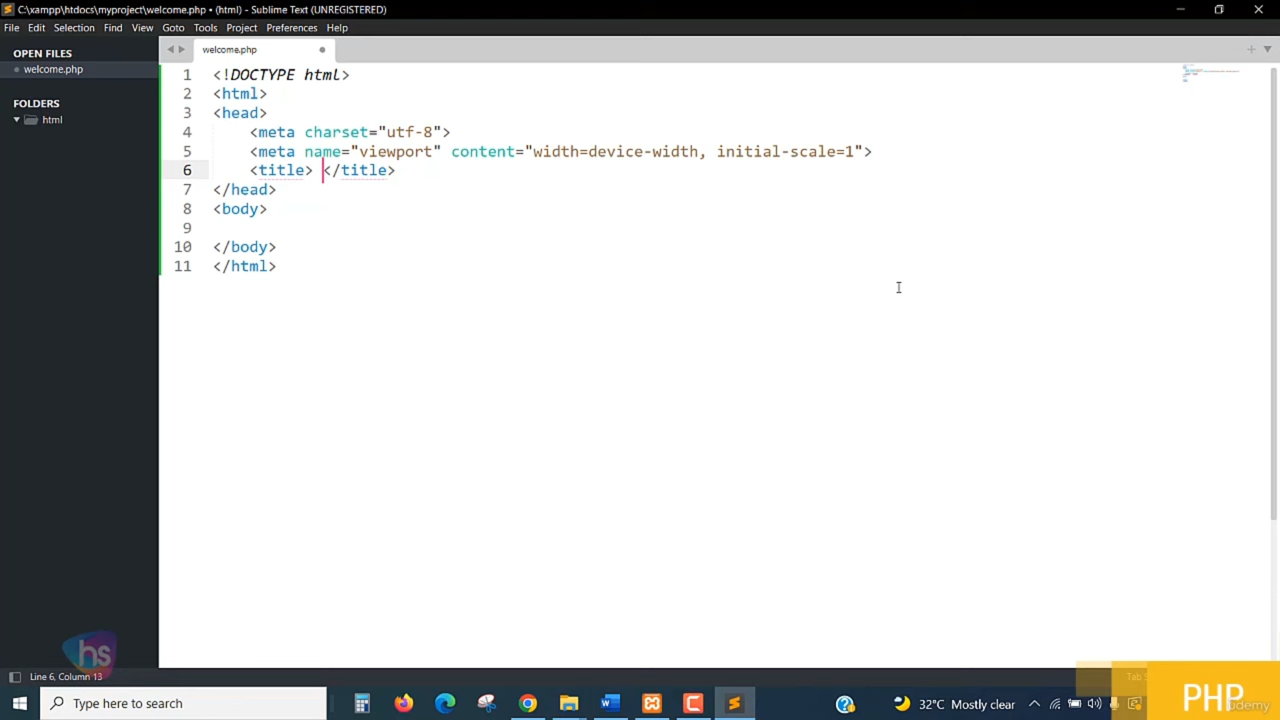 C:\xampp\htdocs\myproject\welcome.php • (html) - Sublime Text (UNREGISTERED)
File Edit Selection Find View Goto Tools Project Preferences Help
OPEN FILES
welcome.php
FOLDERS
html
welcome.php
1 <!DOCTYPE html>
2 <html>
3 <head>
4 <meta charset="utf-8">
5 <meta name="viewport" content="width=device-width, initial-scale=1">
6 <title> </title>
7 </head>
8 <body>
9
10 </body>
11 </html>
hs
Line 6, Column 13
Tab S
PHP
Udemy
Type here to search
32°C Mostly clear